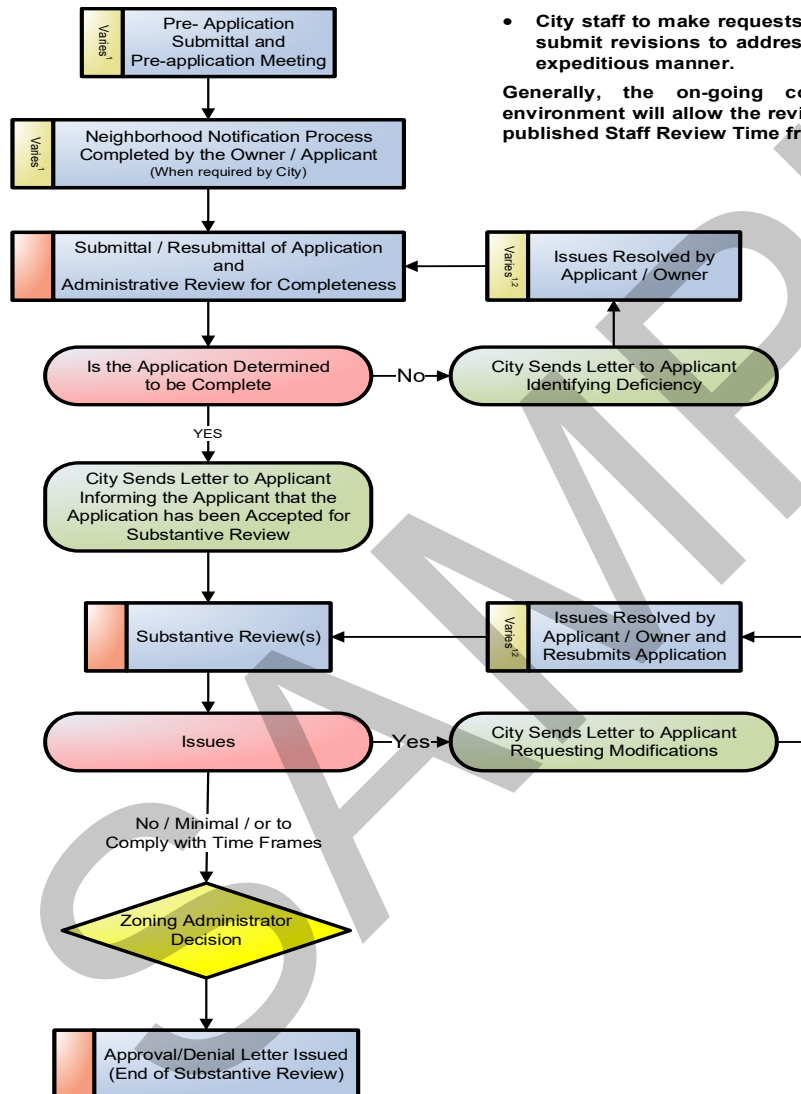 Pre- Application
Submittal and
Pre-application Meeting
Varies1
• City staff to make requests
submit revisions to
expeditious manner.
Generally, the on-going
environment will allow the
published Staff Review Time
Neighborhood Notification Process
Completed by the Owner / Applicant
(When required by City)
Varies1
Submittal / Resubmittal of Application
and
Administrative Review for Completeness
Varies1,2
Issues Resolved by
Applicant / Owner
Is the Application Determined
to be Complete
No
City Sends Letter to Applicant
Identifying Deficiency
YES
City Sends Letter to Applicant
Informing the Applicant that the
Application has been Accepted for
Substantive Review
Substantive Review(s)
Varies1,2
Issues Resolved by
Applicant / Owner and
Resubmits Application
Issues
Yes
City Sends Letter to Applicant
Requesting Modifications
No / Minimal / or to
Comply with Time Frames
Zoning Administrator
Decision
Approval/Denial Letter Issued
(End of Substantive Review)